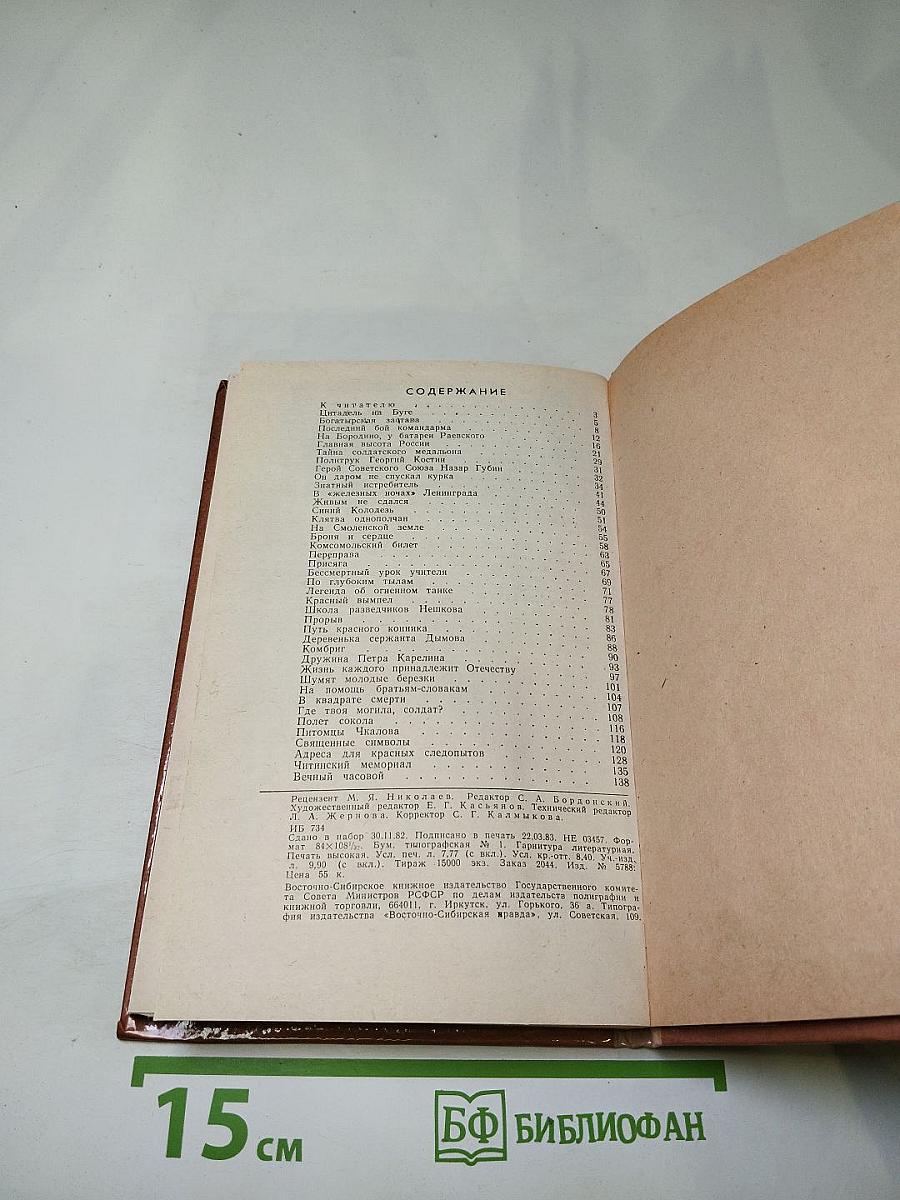 СОДЕРЖАНИЕ
К читателю . . . . . . . . . . 3
Цитадель на Буге . . . . . . . . . . 5
Богатырская застава . . . . . . . . . . 8
Последний бой командарма . . . . . . . . . . 12
На Бородино, у батареи Раевского . . . . . . . . . . 16
Главная высота России . . . . . . . . . . 21
Тайна солдатского медальона . . . . . . . . . . 29
Политрук Георгий Костин . . . . . . . . . . 31
Герой Советского Союза Назар Губин . . . . . . . . . . 32
Он даром не спускал курка . . . . . . . . . . 34
Знатный истребитель . . . . . . . . . . 41
В «железных ночах» Ленинграда . . . . . . . . . . 44
Живым не сдался . . . . . . . . . . 50
Синий Колодезь . . . . . . . . . . 51
Клятва однополчан . . . . . . . . . . 54
На Смоленской земле . . . . . . . . . . 55
Броня и сердце . . . . . . . . . . 58
Комсомольский билет . . . . . . . . . . 63
Переправа . . . . . . . . . . 65
Присяга . . . . . . . . . . 67
Бессмертный урок учителя . . . . . . . . . . 69
По глубоким тылам . . . . . . . . . . 71
Легенда об огненном танке . . . . . . . . . . 77
Красный вымпел . . . . . . . . . . 78
Школа разведчиков Нешкова . . . . . . . . . . 81
Прорыв . . . . . . . . . . 83
Путь красного конника . . . . . . . . . . 86
Деревенька сержанта Дымова . . . . . . . . . . 88
Комбриг . . . . . . . . . . 90
Дружина Петра Карелина . . . . . . . . . . 93
Жизнь каждого принадлежит Отечеству . . . . . . . . . . 97
Шумят молодые березки . . . . . . . . . . 101
На помощь братьям-словакам . . . . . . . . . . 104
В квадрате смерти . . . . . . . . . . 107
Где твоя могила, солдат? . . . . . . . . . . 108
Полет сокола . . . . . . . . . . 116
Питомцы Чкалова . . . . . . . . . . 118
Священные символы . . . . . . . . . . 120
Адреса для красных следопытов . . . . . . . . . . 128
Читинский мемориал . . . . . . . . . . 135
Вечный часовой . . . . . . . . . . 138
Рецензент М. Я. Николаев. Редактор С. А. Бордонский.
Художественный редактор Е. Г. Касьянов. Технический редактор
Л. А. Жернова. Корректор С. Г. Калмыкова.
ИБ 734
Сдано в набор 30.11.82. Подписано в печать 22.03.83. НЕ 03457. Фор-
мат 84×108¹/₃₂. Бум. типографская № 1. Гарнитура литературная.
Печать высокая. Усл. печ. л. 7,77 (с вкл.). Усл. кр.-отт. 8,40. Уч.-изд.
л. 9,90 (с вкл.). Тираж 15000 экз. Заказ 2044. Изд. № 5788.
Цена 55 к.
Восточно-Сибирское книжное издательство Государственного комите-
та Совета Министров РСФСР по делам издательств полиграфии и
книжной торговли, 664011, г. Иркутск, ул. Горького, 36 а. Типогра-
фия издательства «Восточно-Сибирская правда», ул. Советская, 109.
15 см
БФ БИБЛИОФАН